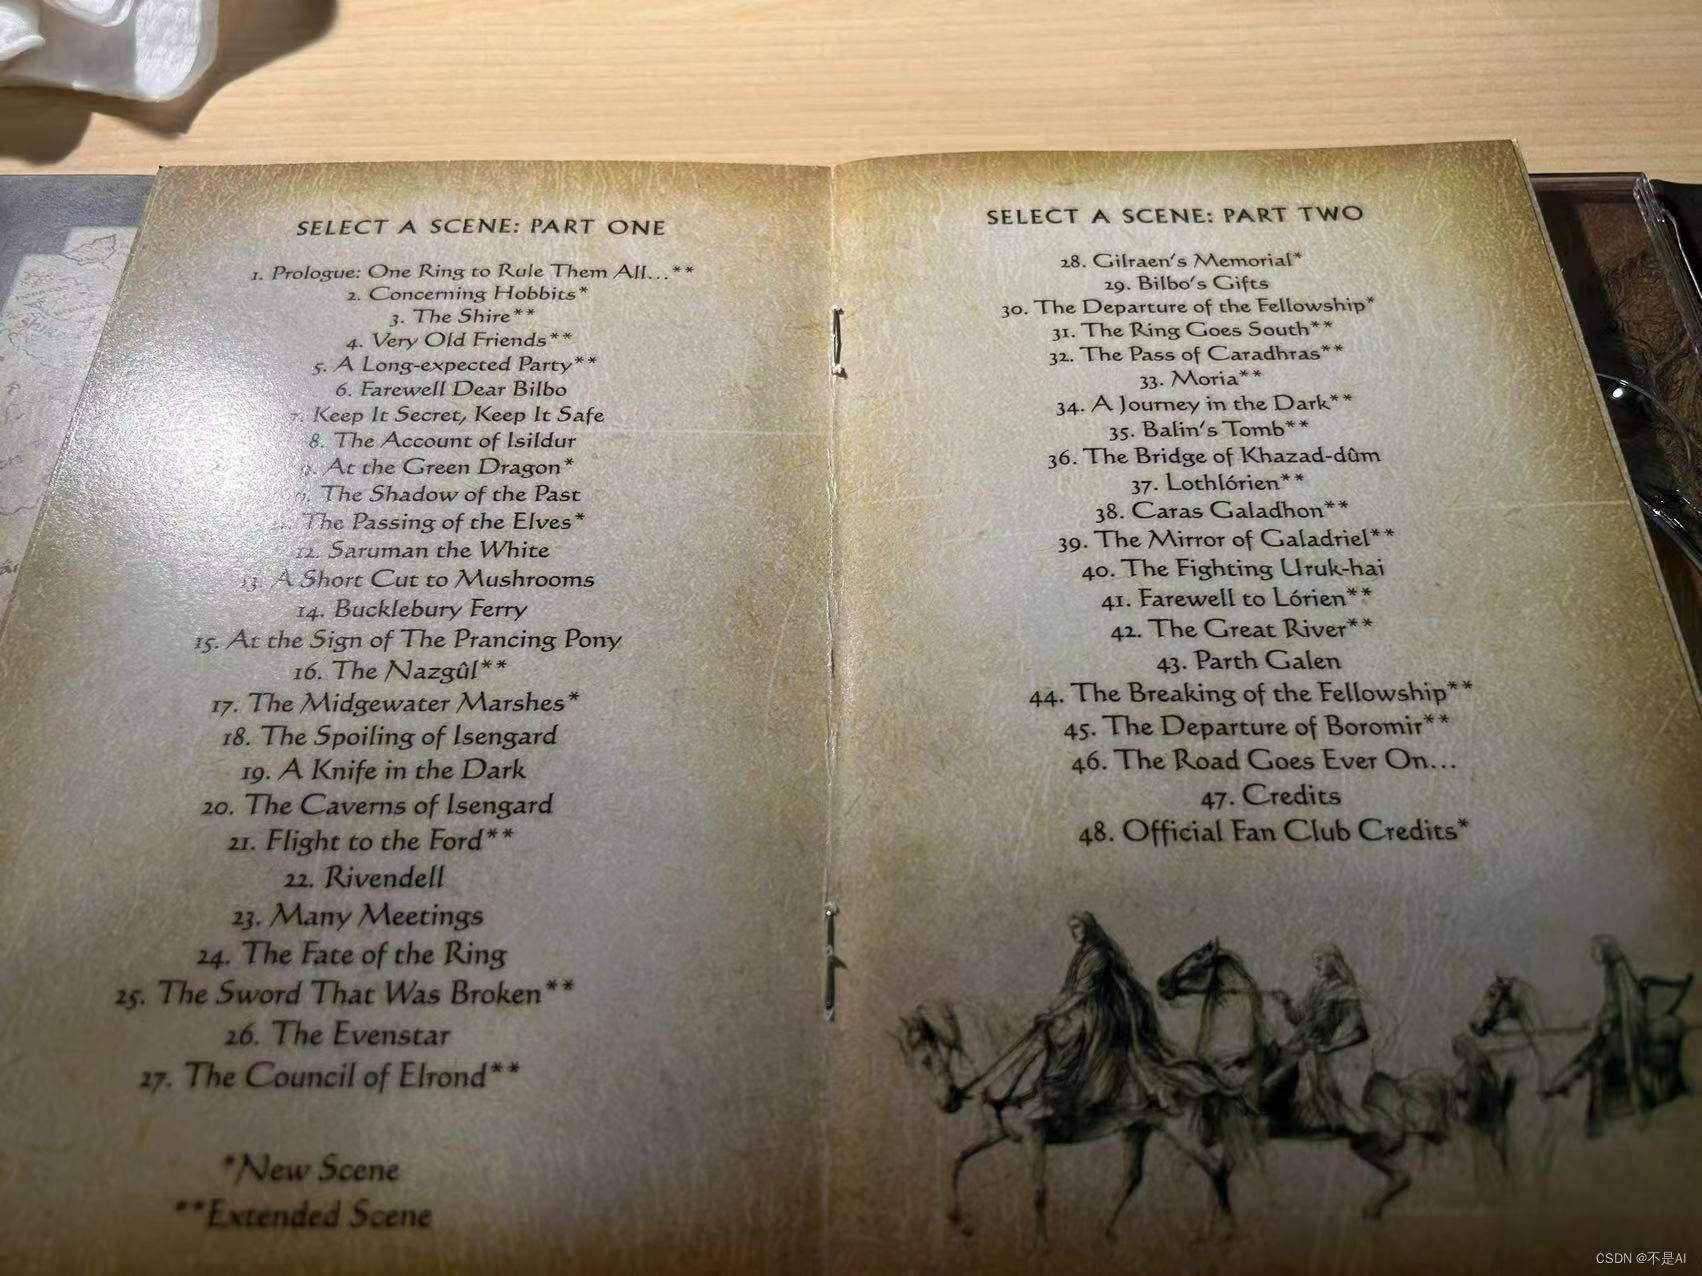 SELECT A SCENE: PART ONE
1. Prologue: One Ring to Rule Them All...**
2. Concerning Hobbits*
3. The Shire**
4. Very Old Friends**
5. A Long-expected Party**
6. Farewell Dear Bilbo
7. Keep It Secret, Keep It Safe
8. The Account of Isildur
At the Green Dragon*
The Shadow of the Past
The Passing of the Elves*
12. Saruman the White
13. A Short Cut to Mushrooms
14. Bucklebury Ferry
15. At the Sign of The Prancing Pony
16. The Nazgûl**
17. The Midgewater Marshes*
18. The Spoiling of Isengard
19. A Knife in the Dark
20. The Caverns of Isengard
21. Flight to the Ford**
22. Rivendell
23. Many Meetings
24. The Fate of the Ring
25. The Sword That Was Broken**
26. The Evenstar
27. The Council of Elrond**
*New Scene
**Extended Scene
SELECT A SCENE: PART TWO
28. Gilraen's Memorial*
29. Bilbo's Gifts
30. The Departure of the Fellowship*
31. The Ring Goes South**
32. The Pass of Caradhras**
33. Moria**
34. A Journey in the Dark**
35. Balin's Tomb**
36. The Bridge of Khazad-dûm
37. Lothlórien**
38. Caras Galadhon**
39. The Mirror of Galadriel**
40. The Fighting Uruk-hai
41. Farewell to Lórien**
42. The Great River**
43. Parth Galen
44. The Breaking of the Fellowship**
45. The Departure of Boromir**
46. The Road Goes Ever On...
47. Credits
48. Official Fan Club Credits*
CSDN @不是AI